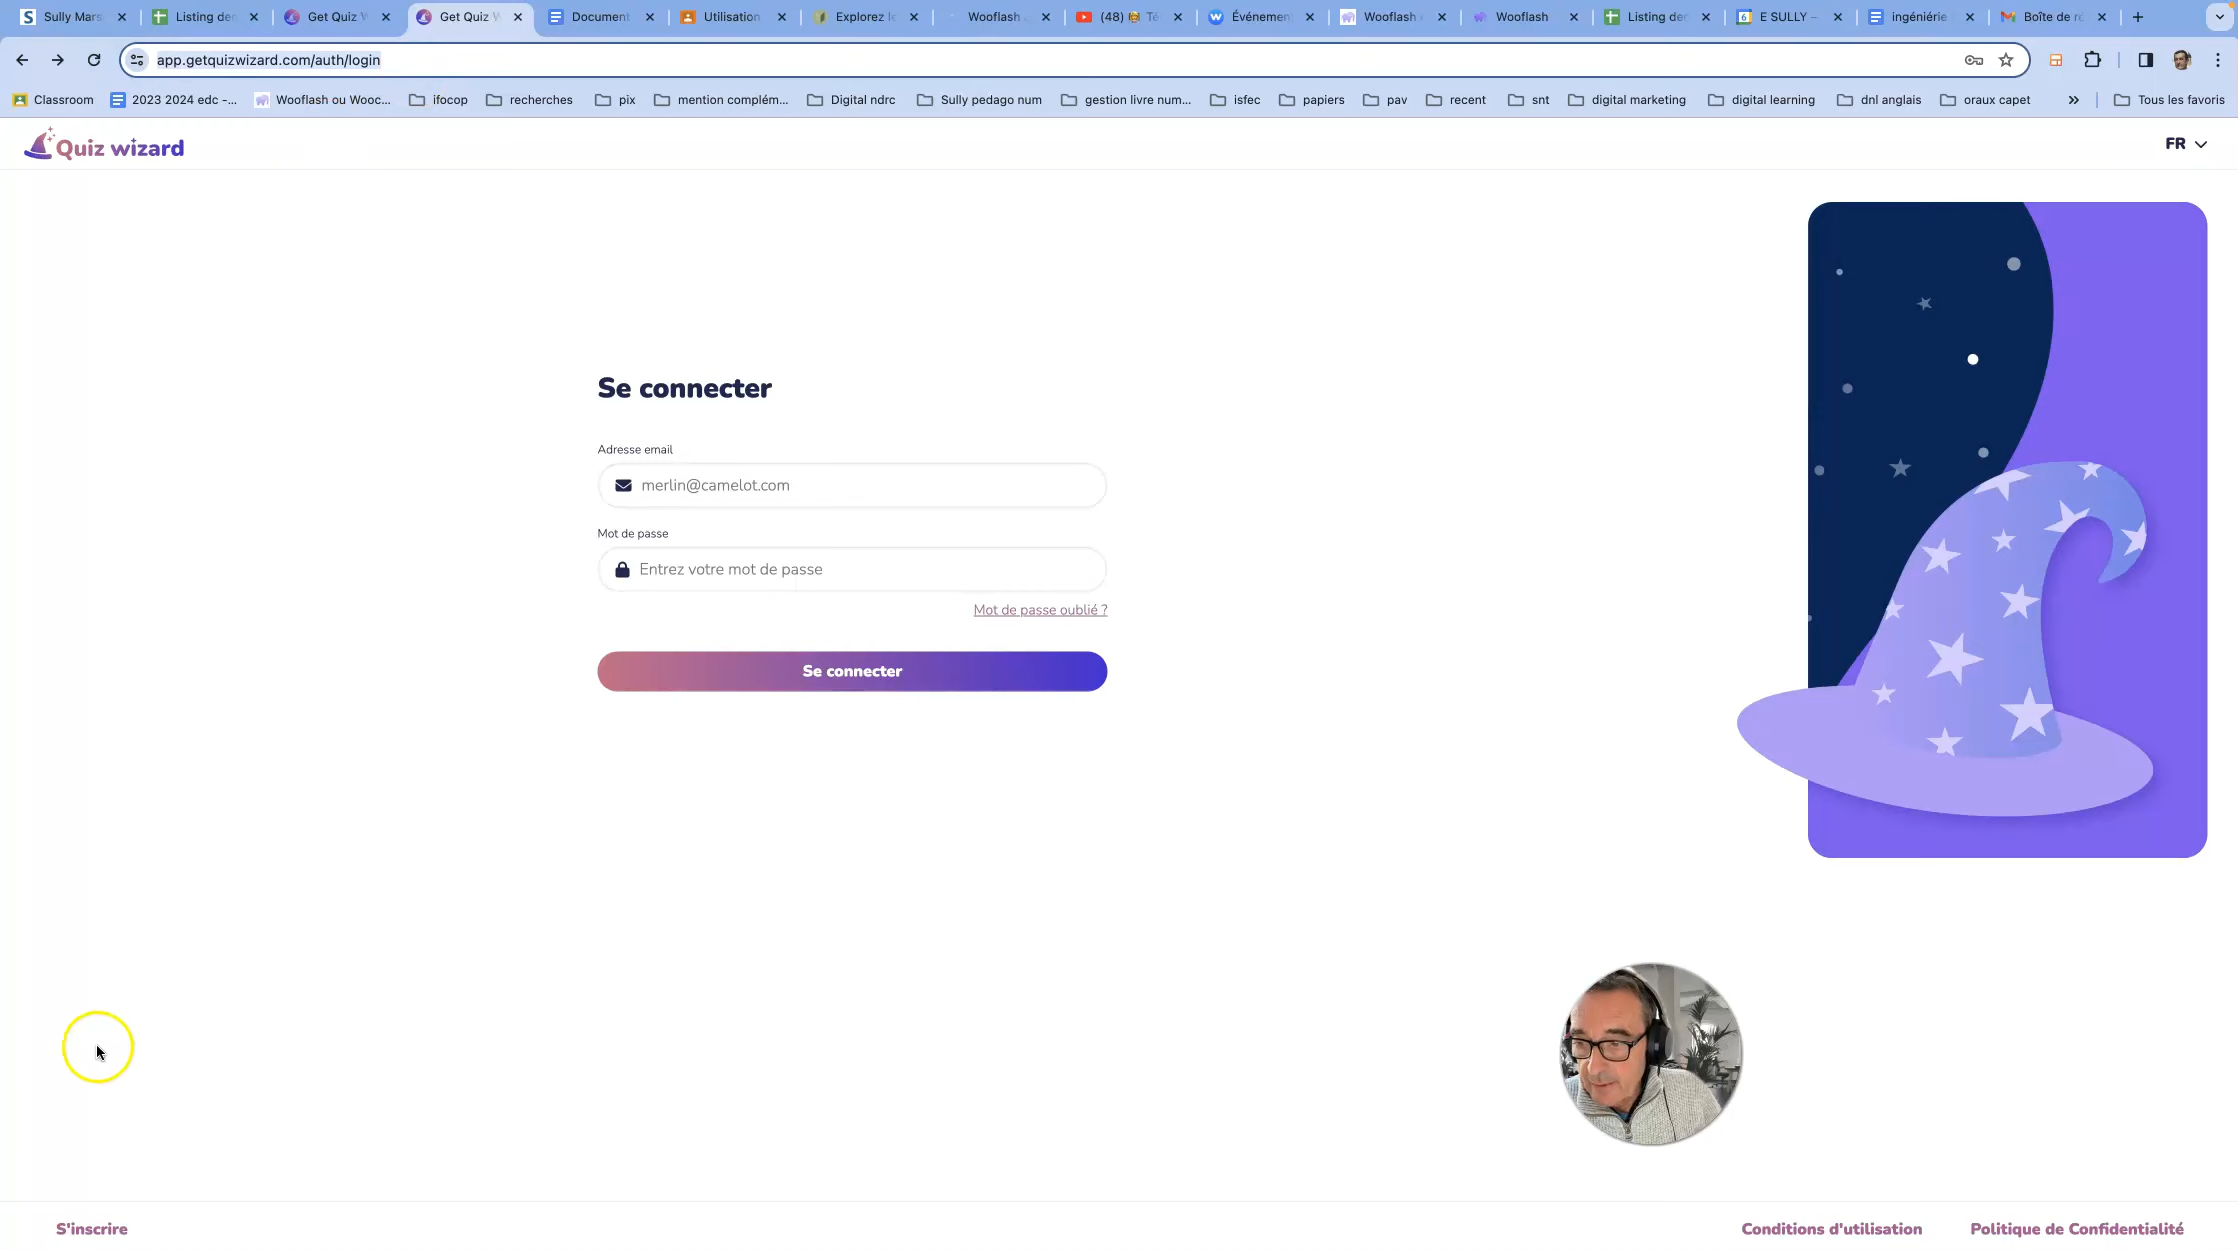 Sully Mars
Listing de
Get Quiz W
Get Quiz W
Document
Utilisation
Explorez le
Wooflash
(48)
Événemen
Wooflash
Wooflash
Listing de
E SULLY –
ingéniérie
Boîte de ré
app.getquizwizard.com/auth/login
Classroom
2023 2024 edc -...
Wooflash ou Wooc...
ifocop
recherches
pix
mention complém...
Digital ndrc
Sully pedago num
gestion livre num...
isfec
papiers
pav
recent
snt
digital marketing
digital learning
dnl anglais
oraux capet
»
Tous les favoris
Quiz wizard
FR
Se connecter
Adresse email
merlin@camelot.com
Mot de passe
Entrez votre mot de passe
Mot de passe oublié ?
Se connecter
S'inscrire
Conditions d'utilisation
Politique de Confidentialité